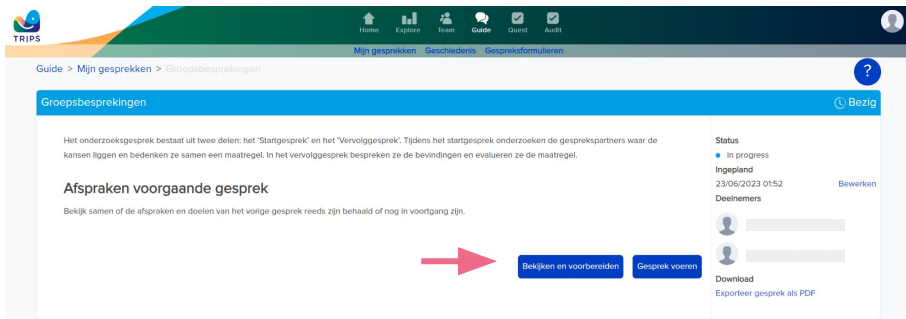 TRIPS
Home Explore Team Guide Quest Audit
Mijn gesprekken Geschiedenis Gespreksformulieren
Guide > Mijn gesprekken > Groepsbesprekingen
?
Groepsbesprekingen
Bezig
Het onderzoeksgesprek bestaat uit twee delen: het 'Startgesprek' en het 'Vervolggesprek'. Tijdens het startgesprek onderzoeken de gesprekspartners waar de
kansen liggen en bedenken ze samen een maatregel. In het vervolggesprek bespreken ze de bevindingen en evalueren ze de maatregel.
Afspraken voorgaande gesprek
Bekijk samen of de afspraken en doelen van het vorige gesprek reeds zijn behaald of nog in voortgang zijn.
Bekijken en voorbereiden
Gesprek voeren
Status
in progress
Ingepland
23/06/2023 01:52 Bewerken
Deelnemers
Download
Exporteer gesprek als PDF